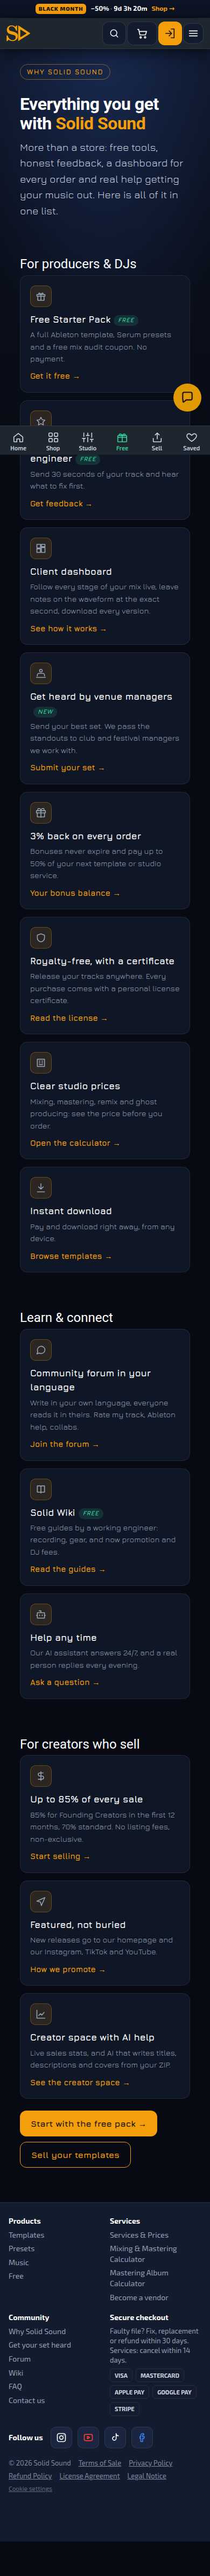 BLACK MONTH −50% · 9d 3h 20m Shop →
WHY SOLID SOUND
Everything you get
with Solid Sound
More than a store: free tools,
honest feedback, a dashboard for
every order and real help getting
your music out. Here is all of it in
one list.
For producers & DJs
Free Starter Pack FREE
A full Ableton template, Serum presets
and a free mix audit coupon. No
payment.
Get it free →
Home
Shop
Studio
Free
Sell
Saved
engineer FREE
Send 30 seconds of your track and hear
what to fix first.
Get feedback →
Client dashboard
Follow every stage of your mix live, leave
notes on the waveform at the exact
second, download every version.
See how it works →
Get heard by venue managers
NEW
Send your best set. We pass the
standouts to club and festival managers
we work with.
Submit your set →
3% back on every order
Bonuses never expire and pay up to
50% of your next template or studio
service.
Your bonus balance →
Royalty-free, with a certificate
Release your tracks anywhere. Every
purchase comes with a personal license
certificate.
Read the license →
Clear studio prices
Mixing, mastering, remix and ghost
producing: see the price before you
order.
Open the calculator →
Instant download
Pay and download right away, from any
device.
Browse templates →
Learn & connect
Community forum in your
language
Write in your own language, everyone
reads it in theirs. Rate my track, Ableton
help, collabs.
Join the forum →
Solid Wiki FREE
Free guides by a working engineer:
recording, gear, and now promotion and
DJ fees.
Read the guides →
Help any time
Our AI assistant answers 24/7, and a real
person replies every evening.
Ask a question →
For creators who sell
Up to 85% of every sale
85% for Founding Creators in the first 12
months, 70% standard. No listing fees,
non-exclusive.
Start selling →
Featured, not buried
New releases go to our homepage and
our Instagram, TikTok and YouTube.
How we promote →
Creator space with AI help
Live sales stats, and AI that writes titles,
descriptions and covers from your ZIP.
See the creator space →
Start with the free pack →
Sell your templates
Products
Templates
Presets
Music
Free
Services
Services & Prices
Mixing & Mastering
Calculator
Mastering Album
Calculator
Become a vendor
Community
Why Solid Sound
Get your set heard
Forum
Wiki
FAQ
Contact us
Secure checkout
Faulty file? Fix, replacement
or refund within 30 days.
Services: cancel within 14
days.
VISA MASTERCARD
APPLE PAY GOOGLE PAY
STRIPE
Follow us
© 2026 Solid Sound Terms of Sale Privacy Policy
Refund Policy License Agreement Legal Notice
Cookie settings